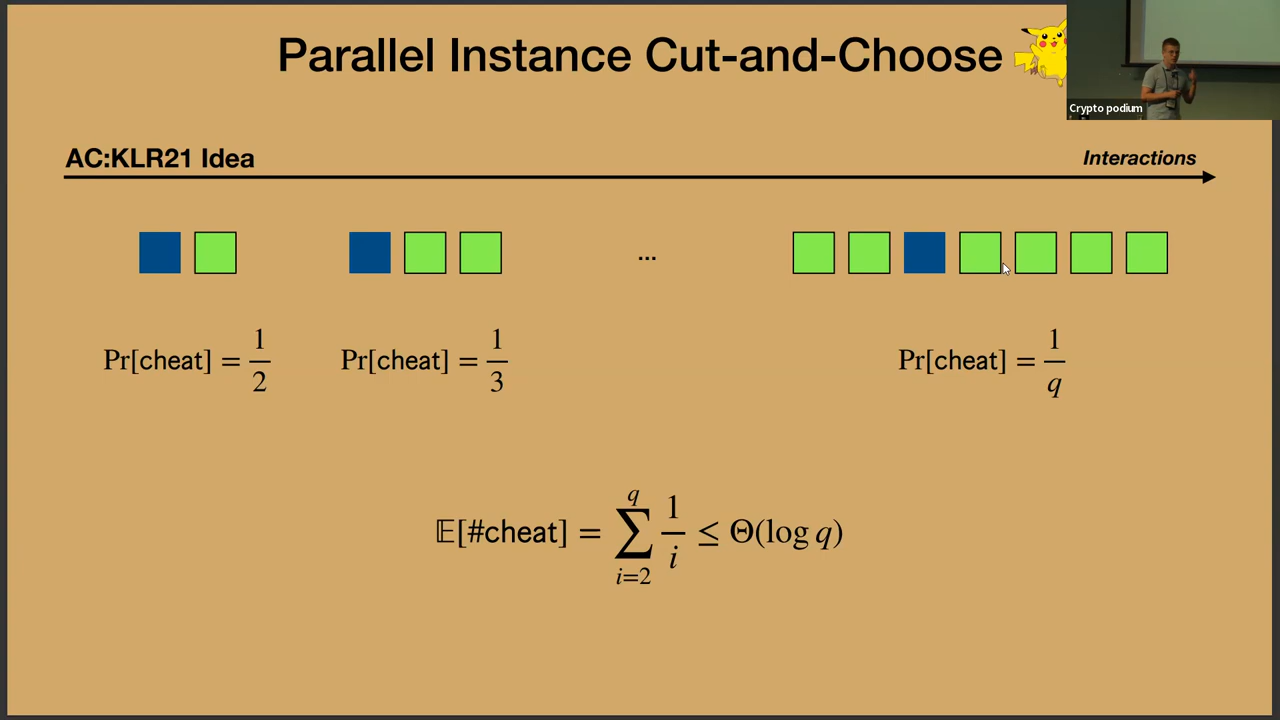 Parallel Instance Cut-and-Choose
Crypto podium
AC:KLR21 Idea
Interactions
...
Pr[cheat] = 1/2
Pr[cheat] = 1/3
Pr[cheat] = 1/q
𝔼[#cheat] = ∑_{i=2}^{q} 1/i ≤ Θ(log q)